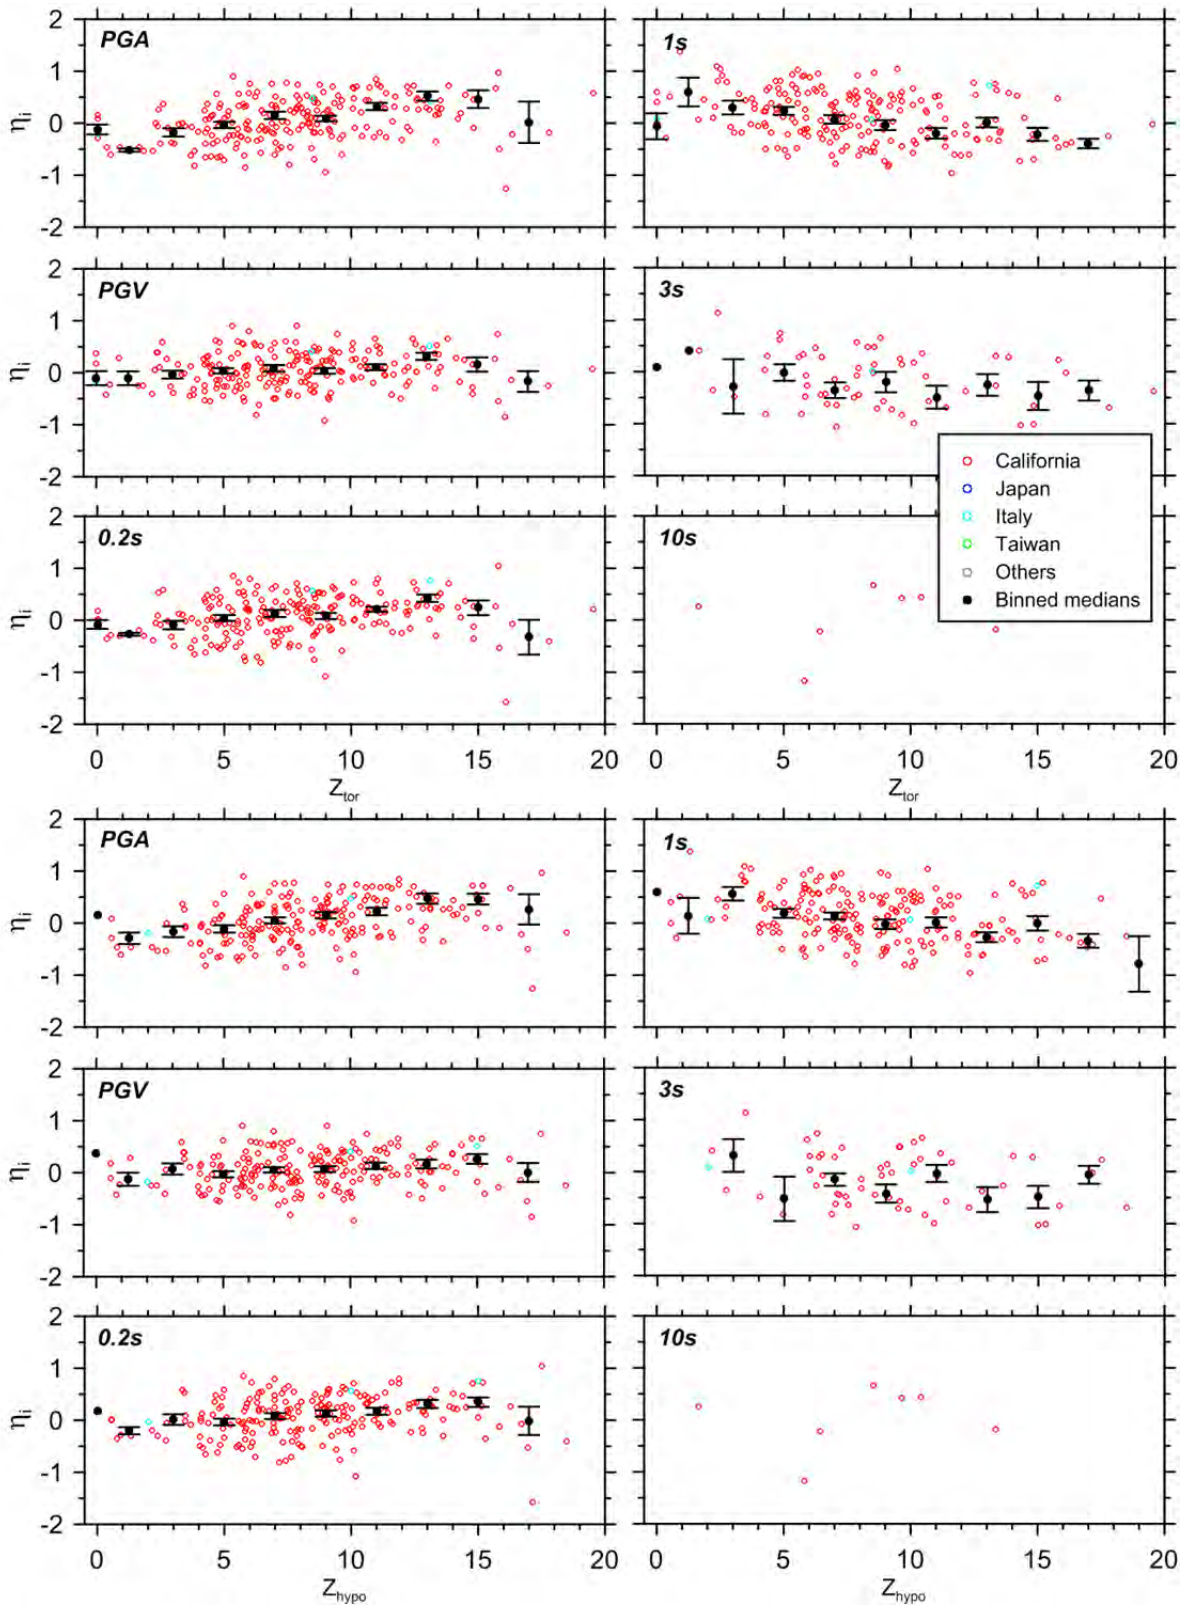 2
1
0
-1
-2
ηi
PGA
1s
2
1
0
-1
-2
ηi
PGV
3s
California
Japan
Italy
Taiwan
Others
Binned medians
2
1
0
-1
-2
ηi
0.2s
10s
0 5 10 15 20
0 5 10 15 20
Ztor
Ztor
2
1
0
-1
-2
ηi
PGA
1s
2
1
0
-1
-2
ηi
PGV
3s
2
1
0
-1
-2
ηi
0.2s
10s
0 5 10 15 20
0 5 10 15 20
Zhypo
Zhypo